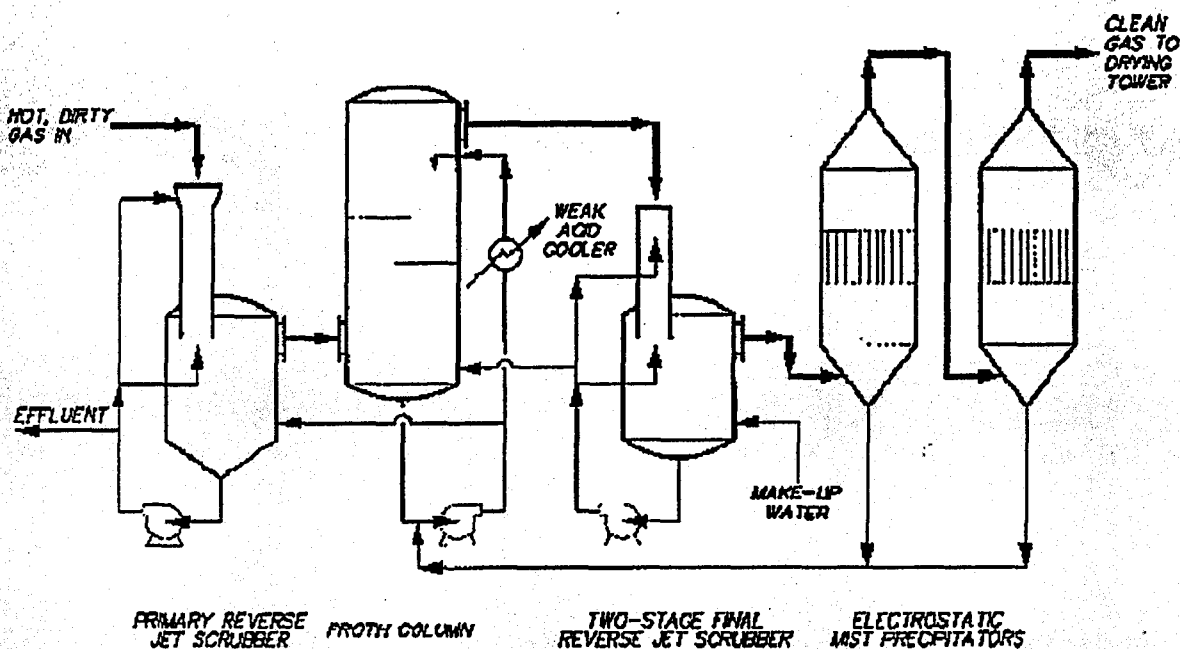 CLEAN
GAS TO
DRYING
TOWER
HOT, DIRTY
GAS IN
WEAK
ACID
COOLER
EFFLUENT
MAKE-UP
WATER
PRIMARY REVERSE
JET SCRUBBER
FROTH COLUMN
TWO-STAGE FINAL
REVERSE JET SCRUBBER
ELECTROSTATIC
MIST PRECIPITATORS